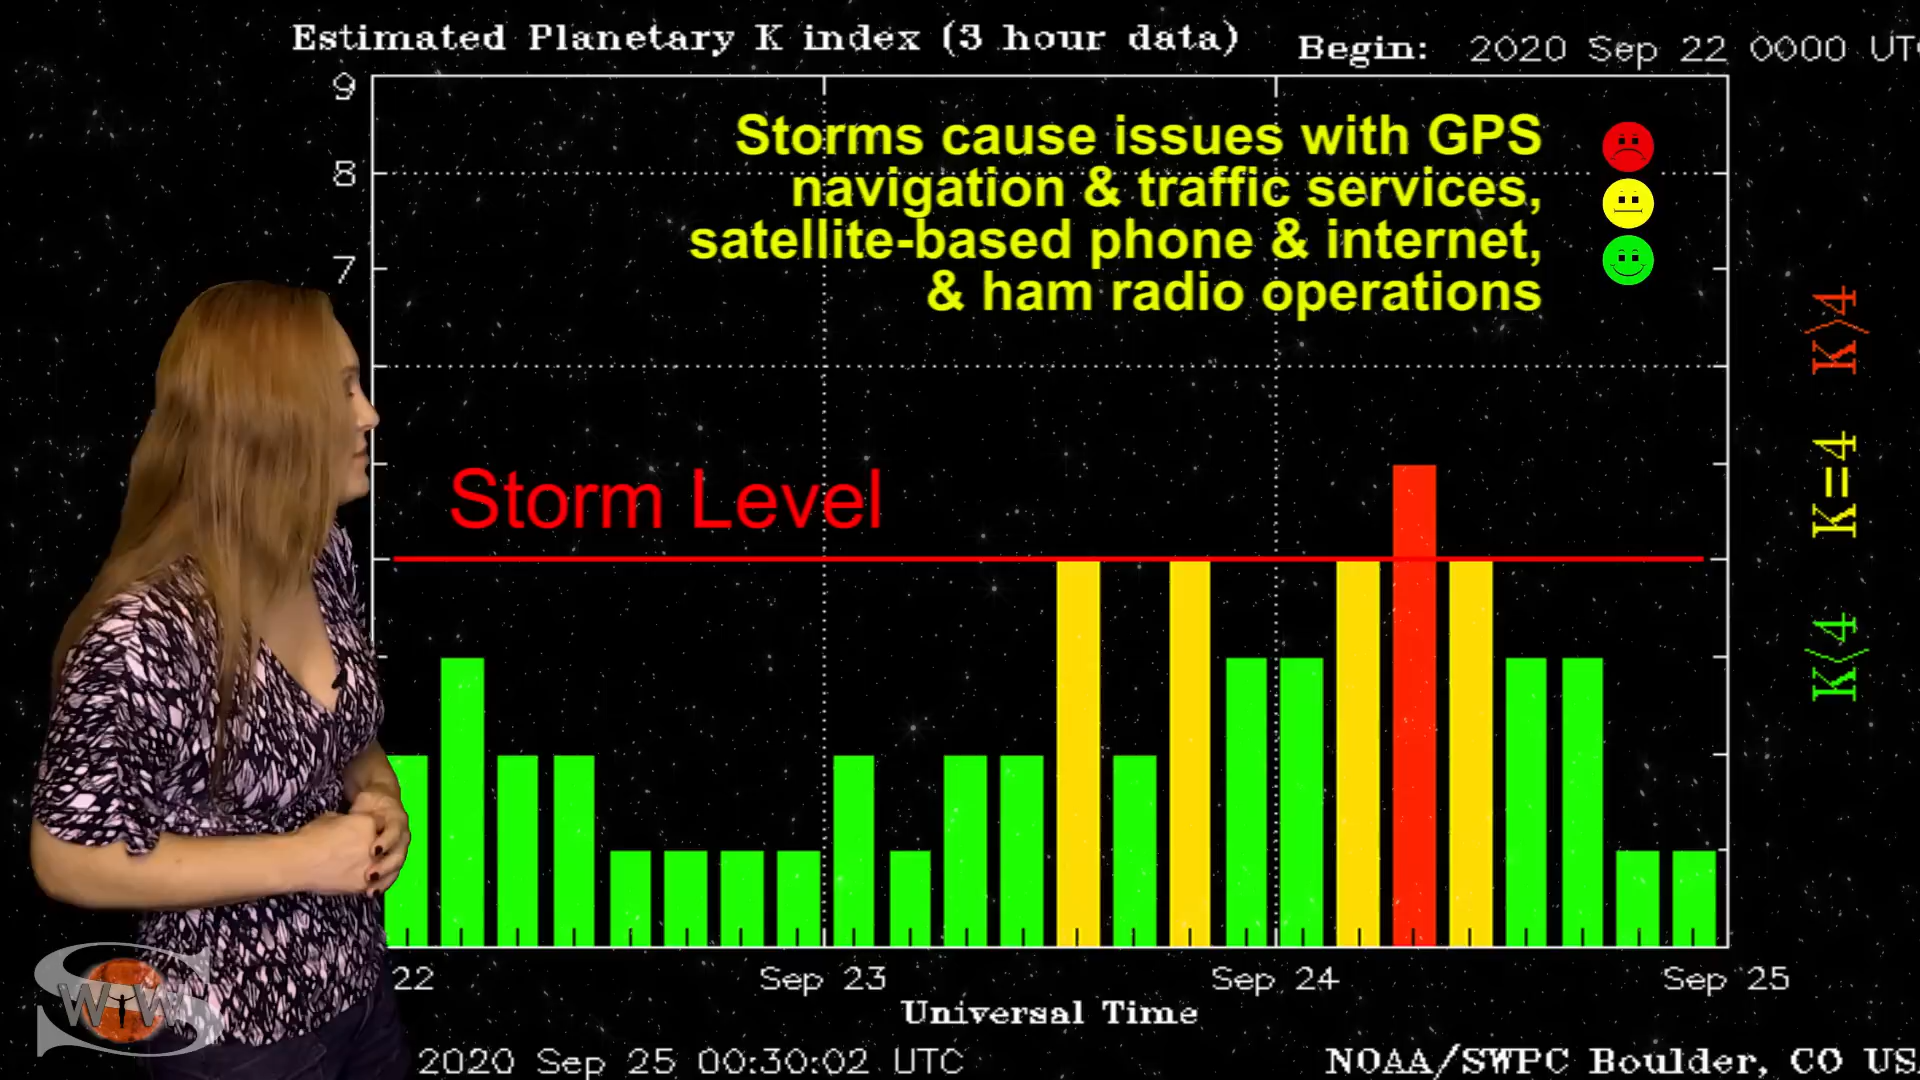 Estimated Planetary K index (3 hour data)
Begin: 2020 Sep 22 0000 UTC
9
8
7
Storms cause issues with GPS
navigation & traffic services,
satellite-based phone & internet,
& ham radio operations
Storm Level
K>4
K=4
K<4
22
Sep 23
Sep 24
Sep 25
Universal Time
2020 Sep 25 00:30:02 UTC
NOAA/SWPC Boulder, CO US
S
WTW